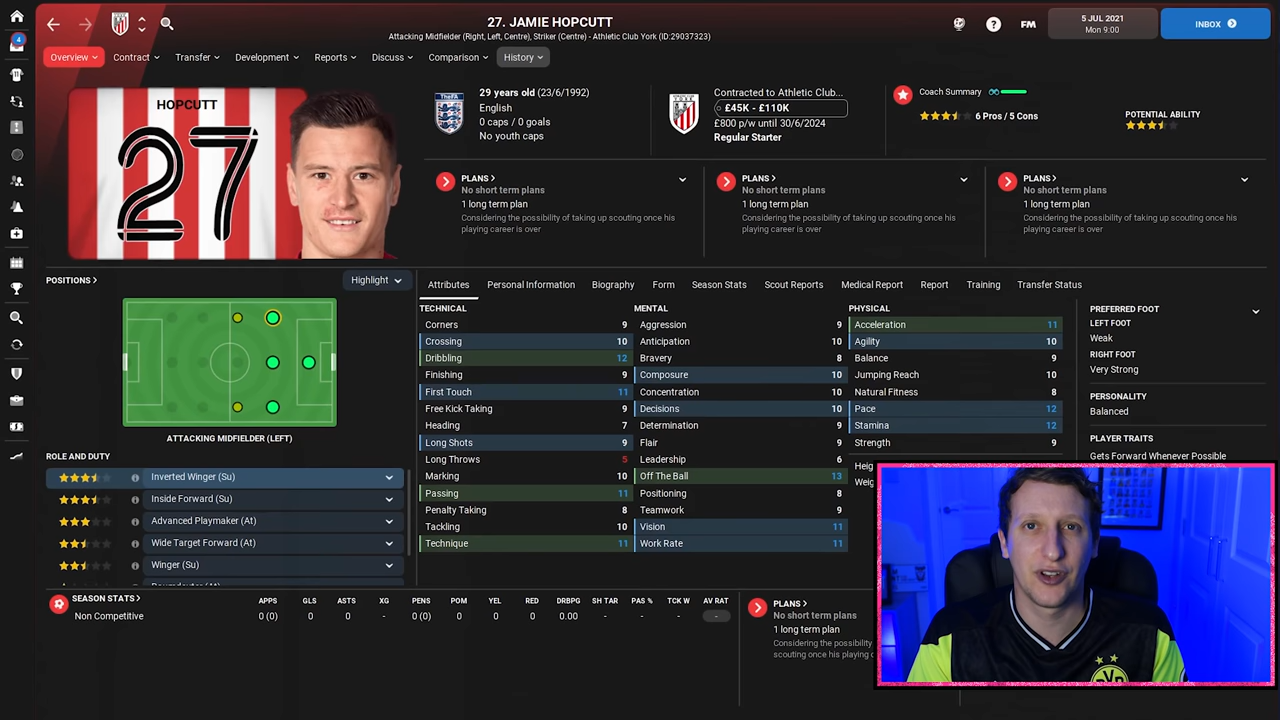 27. JAMIE HOPCUTT
Attacking Midfielder (Right, Left, Centre), Striker (Centre) - Athletic Club York (ID:29037323)
4
?
FM
5 JUL 2021
Mon 9:00
INBOX
Overview
Contract
Transfer
Development
Reports
Discuss
Comparison
History
HOPCUTT
27
29 years old (23/6/1992)
English
0 caps / 0 goals
No youth caps
Contracted to Athletic Club...
£45K - £110K
£800 p/w until 30/6/2024
Regular Starter
Coach Summary
6 Pros / 5 Cons
POTENTIAL ABILITY
PLANS >
No short term plans
1 long term plan
Considering the possibility of taking up scouting once his
playing career is over
PLANS >
No short term plans
1 long term plan
Considering the possibility of taking up scouting once his
playing career is over
PLANS >
No short term plans
1 long term plan
Considering the possibility of taking up scouting once his
playing career is over
POSITIONS >
Highlight
ATTACKING MIDFIELDER (LEFT)
ROLE AND DUTY
Inverted Winger (Su)
Inside Forward (Su)
Advanced Playmaker (At)
Wide Target Forward (At)
Winger (Su)
Attributes
Personal Information
Biography
Form
Season Stats
Scout Reports
Medical Report
Report
Training
Transfer Status
TECHNICAL
Corners 9
Crossing 10
Dribbling 12
Finishing 9
First Touch 11
Free Kick Taking 9
Heading 7
Long Shots 9
Long Throws 5
Marking 10
Passing 11
Penalty Taking 8
Tackling 10
Technique 11
MENTAL
Aggression 9
Anticipation 10
Bravery 8
Composure 10
Concentration 10
Decisions 10
Determination 9
Flair 9
Leadership 6
Off The Ball 13
Positioning 8
Teamwork 9
Vision 11
Work Rate 11
PHYSICAL
Acceleration 11
Agility 10
Balance 9
Jumping Reach 10
Natural Fitness 8
Pace 12
Stamina 12
Strength 9
Heig
Weig
PREFERRED FOOT
LEFT FOOT
Weak
RIGHT FOOT
Very Strong
PERSONALITY
Balanced
PLAYER TRAITS
Gets Forward Whenever Possible
SEASON STATS >
APPS GLS ASTS XG PENS POM YEL RED DRBPG SH TAR PAS % TCK W AV RAT
Non Competitive 0 (0) 0 0 - 0 (0) 0 0 0 0.00 - - - -
PLANS >
No short term plans
1 long term plan
Considering the possibility
scouting once his playing c